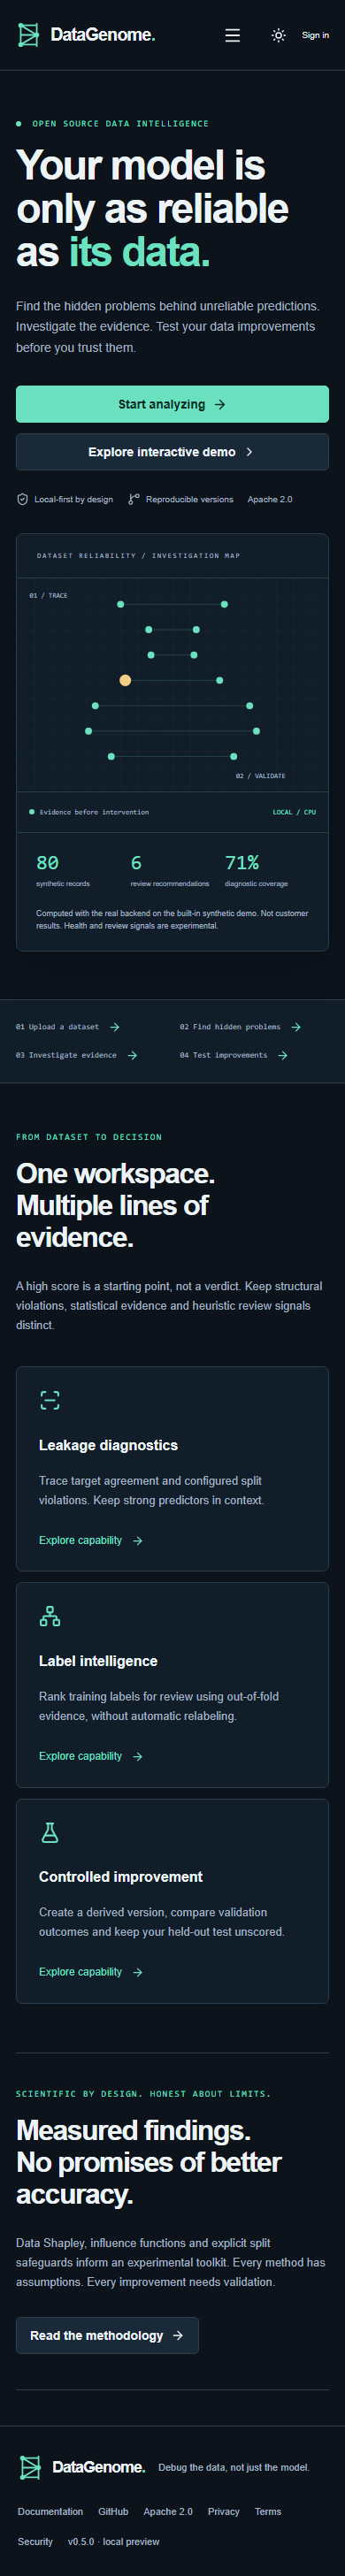 DataGenome.
Sign in
OPEN SOURCE DATA INTELLIGENCE
Your model is
only as reliable
as its data.
Find the hidden problems behind unreliable predictions.
Investigate the evidence. Test your data improvements
before you trust them.
Start analyzing
Explore interactive demo
Local-first by design
Reproducible versions
Apache 2.0
DATASET RELIABILITY / INVESTIGATION MAP
01 / TRACE
02 / VALIDATE
Evidence before intervention
LOCAL / CPU
80
synthetic records
6
review recommendations
71%
diagnostic coverage
Computed with the real backend on the built-in synthetic demo. Not customer
results. Health and review signals are experimental.
01 Upload a dataset
02 Find hidden problems
03 Investigate evidence
04 Test improvements
FROM DATASET TO DECISION
One workspace.
Multiple lines of
evidence.
A high score is a starting point, not a verdict. Keep structural
violations, statistical evidence and heuristic review signals
distinct.
Leakage diagnostics
Trace target agreement and configured split
violations. Keep strong predictors in context.
Explore capability
Label intelligence
Rank training labels for review using out-of-fold
evidence, without automatic relabeling.
Explore capability
Controlled improvement
Create a derived version, compare validation
outcomes and keep your held-out test unscored.
Explore capability
SCIENTIFIC BY DESIGN. HONEST ABOUT LIMITS.
Measured findings.
No promises of better
accuracy.
Data Shapley, influence functions and explicit split
safeguards inform an experimental toolkit. Every method has
assumptions. Every improvement needs validation.
Read the methodology
DataGenome.
Debug the data, not just the model.
Documentation
GitHub
Apache 2.0
Privacy
Terms
Security
v0.5.0 · local preview